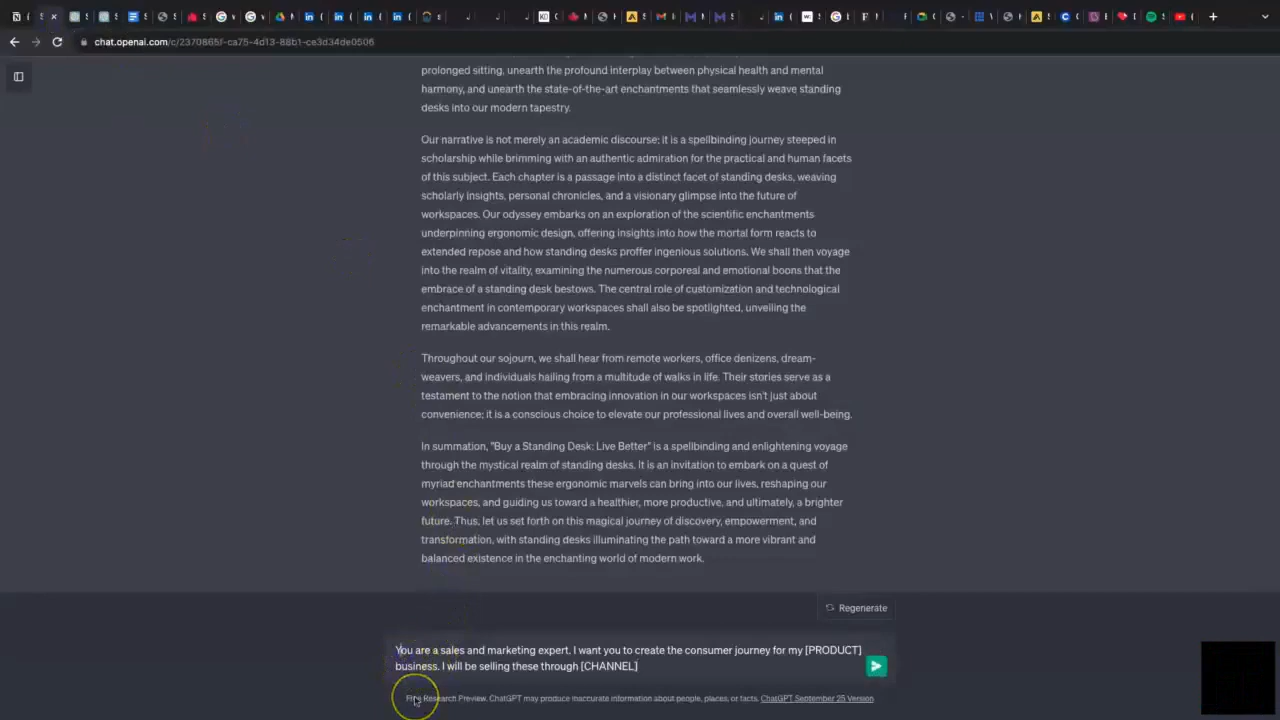 chat.openai.com/c/2370865f-ca75-4d13-88b1-ce3d34de0506
prolonged sitting, unearth the profound interplay between physical health and mental
harmony, and unearth the state-of-the-art enchantments that seamlessly weave standing
desks into our modern tapestry.
Our narrative is not merely an academic discourse; it is a spellbinding journey steeped in
scholarship while brimming with an authentic admiration for the practical and human facets
of this subject. Each chapter is a passage into a distinct facet of standing desks, weaving
scholarly insights, personal chronicles, and a visionary glimpse into the future of
workspaces. Our odyssey embarks on an exploration of the scientific enchantments
underpinning ergonomic design, offering insights into how the mortal form reacts to
extended repose and how standing desks proffer ingenious solutions. We shall then voyage
into the realm of vitality, examining the numerous corporeal and emotional boons that the
embrace of a standing desk bestows. The central role of customization and technological
enchantment in contemporary workspaces shall also be spotlighted, unveiling the
remarkable advancements in this realm.
Throughout our sojourn, we shall hear from remote workers, office denizens, dream-
weavers, and individuals hailing from a multitude of walks in life. Their stories serve as a
testament to the notion that embracing innovation in our workspaces isn't just about
convenience; it is a conscious choice to elevate our professional lives and overall well-being.
In summation, "Buy a Standing Desk: Live Better" is a spellbinding and enlightening voyage
through the mystical realm of standing desks. It is an invitation to embark on a quest of
myriad enchantments these ergonomic marvels can bring into our lives, reshaping our
workspaces, and guiding us toward a healthier, more productive, and ultimately, a brighter
future. Thus, let us set forth on this magical journey of discovery, empowerment, and
transformation, with standing desks illuminating the path toward a more vibrant and
balanced existence in the enchanting world of modern work.
Regenerate
You are a sales and marketing expert. I want you to create the consumer journey for my [PRODUCT]
business. I will be selling these through [CHANNEL]
Free Research Preview. ChatGPT may produce inaccurate information about people, places, or facts. ChatGPT September 25 Version